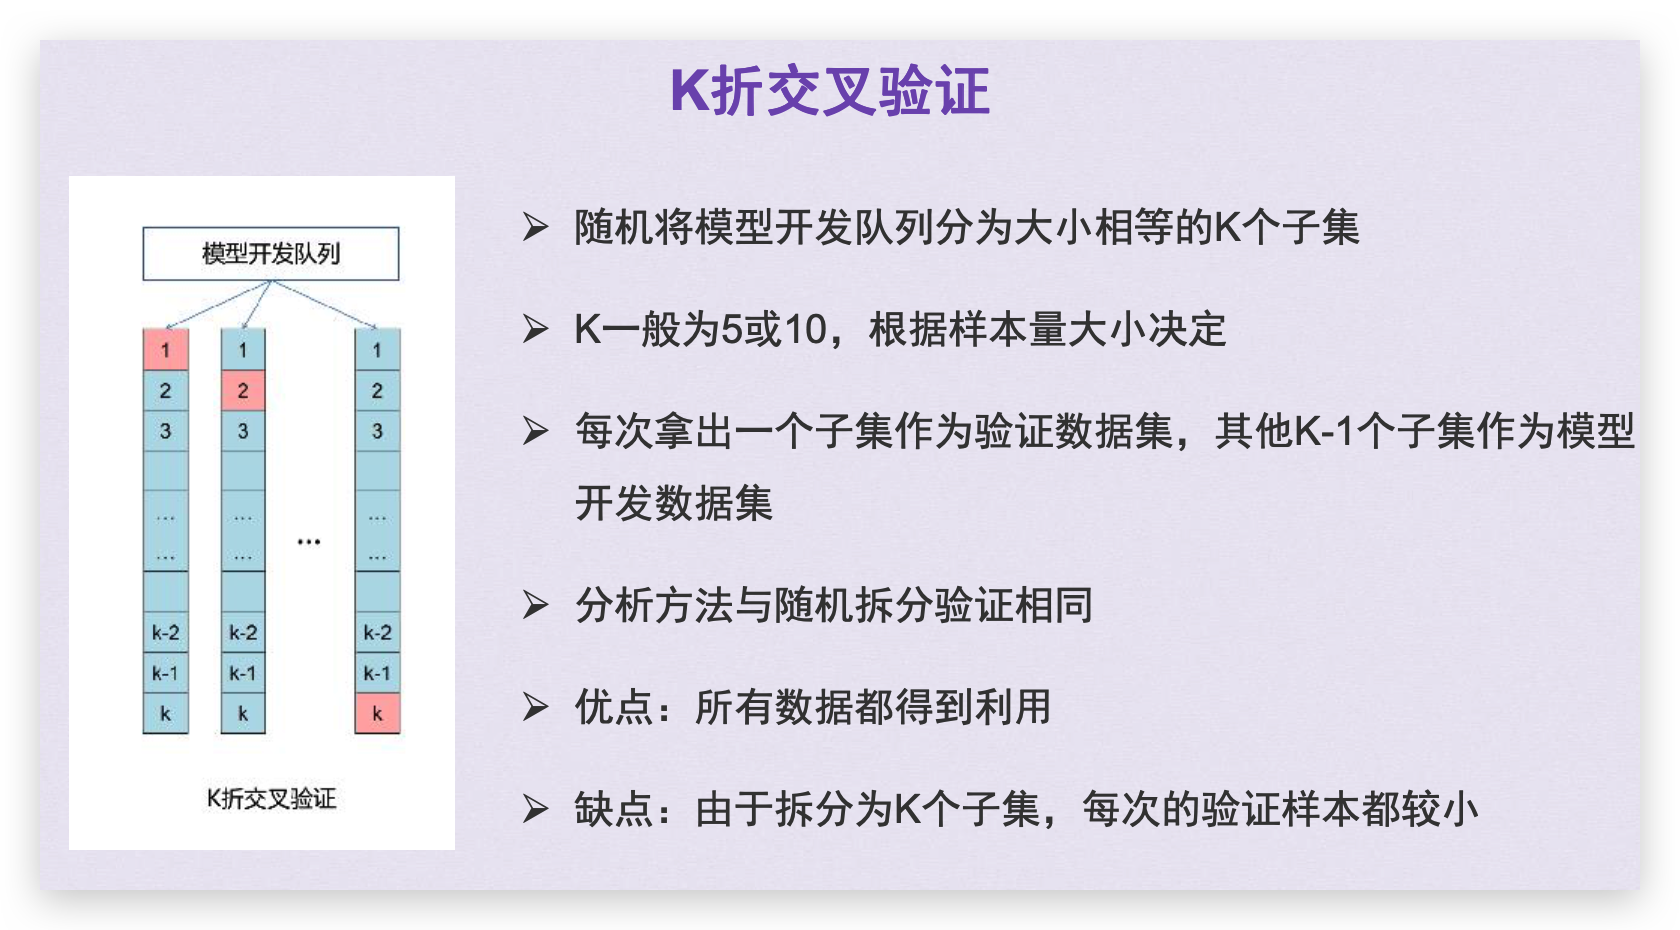 K折交叉验证
模型开发队列
1 1 1
2 2 2
3 3 3
... ... ...
...
... ... ...
k-2 k-2 k-2
k-1 k-1 k-1
k k k
K折交叉验证
➢ 随机将模型开发队列分为大小相等的K个子集
➢ K一般为5或10，根据样本量大小决定
➢ 每次拿出一个子集作为验证数据集，其他K-1个子集作为模型
开发数据集
➢ 分析方法与随机拆分验证相同
➢ 优点：所有数据都得到利用
➢ 缺点：由于拆分为K个子集，每次的验证样本都较小